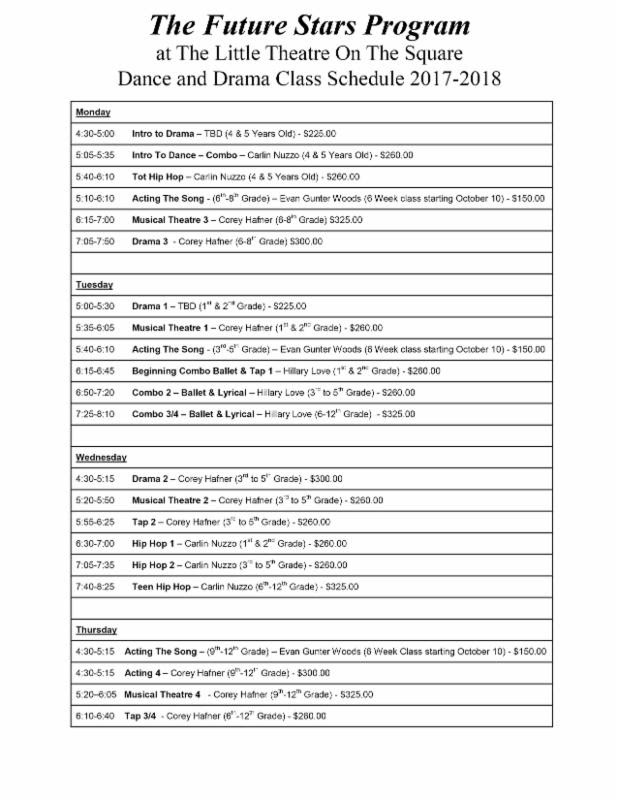 The Future Stars Program
at The Little Theatre On The Square
Dance and Drama Class Schedule 2017-2018
Monday
4:30-5:00 Intro to Drama – TBD (4 & 5 Years Old) - $225.00
5:05-5:35 Intro To Dance – Combo – Carlin Nuzzo (4 & 5 Years Old) - $260.00
5:40-6:10 Tot Hip Hop – Carlin Nuzzo (4 & 5 Years Old) - $260.00
5:10-6:10 Acting The Song - (6th-8th Grade) – Evan Gunter Woods (6 Week class starting October 10) - $150.00
6:15-7:00 Musical Theatre 3 – Corey Hafner (6-8th Grade) $325.00
7:05-7:50 Drama 3 - Corey Hafner (6-8th Grade) $300.00
Tuesday
5:00-5:30 Drama 1 – TBD (1st & 2nd Grade) - $225.00
5:35-6:05 Musical Theatre 1 – Corey Hafner (1st & 2nd Grade) - $260.00
5:40-6:10 Acting The Song - (3rd-5th Grade) – Evan Gunter Woods (6 Week class starting October 10) - $150.00
6:15-6:45 Beginning Combo Ballet & Tap 1 – Hillary Love (1st & 2nd Grade) - $260.00
6:50-7:20 Combo 2 – Ballet & Lyrical – Hillary Love (3rd to 5th Grade) - $260.00
7:25-8:10 Combo 3/4 – Ballet & Lyrical – Hillary Love (6-12th Grade) - $325.00
Wednesday
4:30-5:15 Drama 2 – Corey Hafner (3rd to 5th Grade) - $300.00
5:20-5:50 Musical Theatre 2 - Corey Hafner (3rd to 5th Grade) - $260.00
5:55-6:25 Tap 2 – Corey Hafner (3rd to 5th Grade) - $260.00
6:30-7:00 Hip Hop 1 – Carlin Nuzzo (1st & 2nd Grade) - $260.00
7:05-7:35 Hip Hop 2 – Carlin Nuzzo (3rd to 5th Grade) - $260.00
7:40-8:25 Teen Hip Hop – Carlin Nuzzo (6th-12th Grade) - $325.00
Thursday
4:30-5:15 Acting The Song – (9th-12th Grade) – Evan Gunter Woods (6 Week Class starting October 10) - $150.00
4:30-5:15 Acting 4 – Corey Hafner (9th-12th Grade) - $300.00
5:20–6:05 Musical Theatre 4 - Corey Hafner (9th-12th Grade) - $325.00
6:10-6:40 Tap 3/4 - Corey Hafner (6th-12th Grade) - $260.00